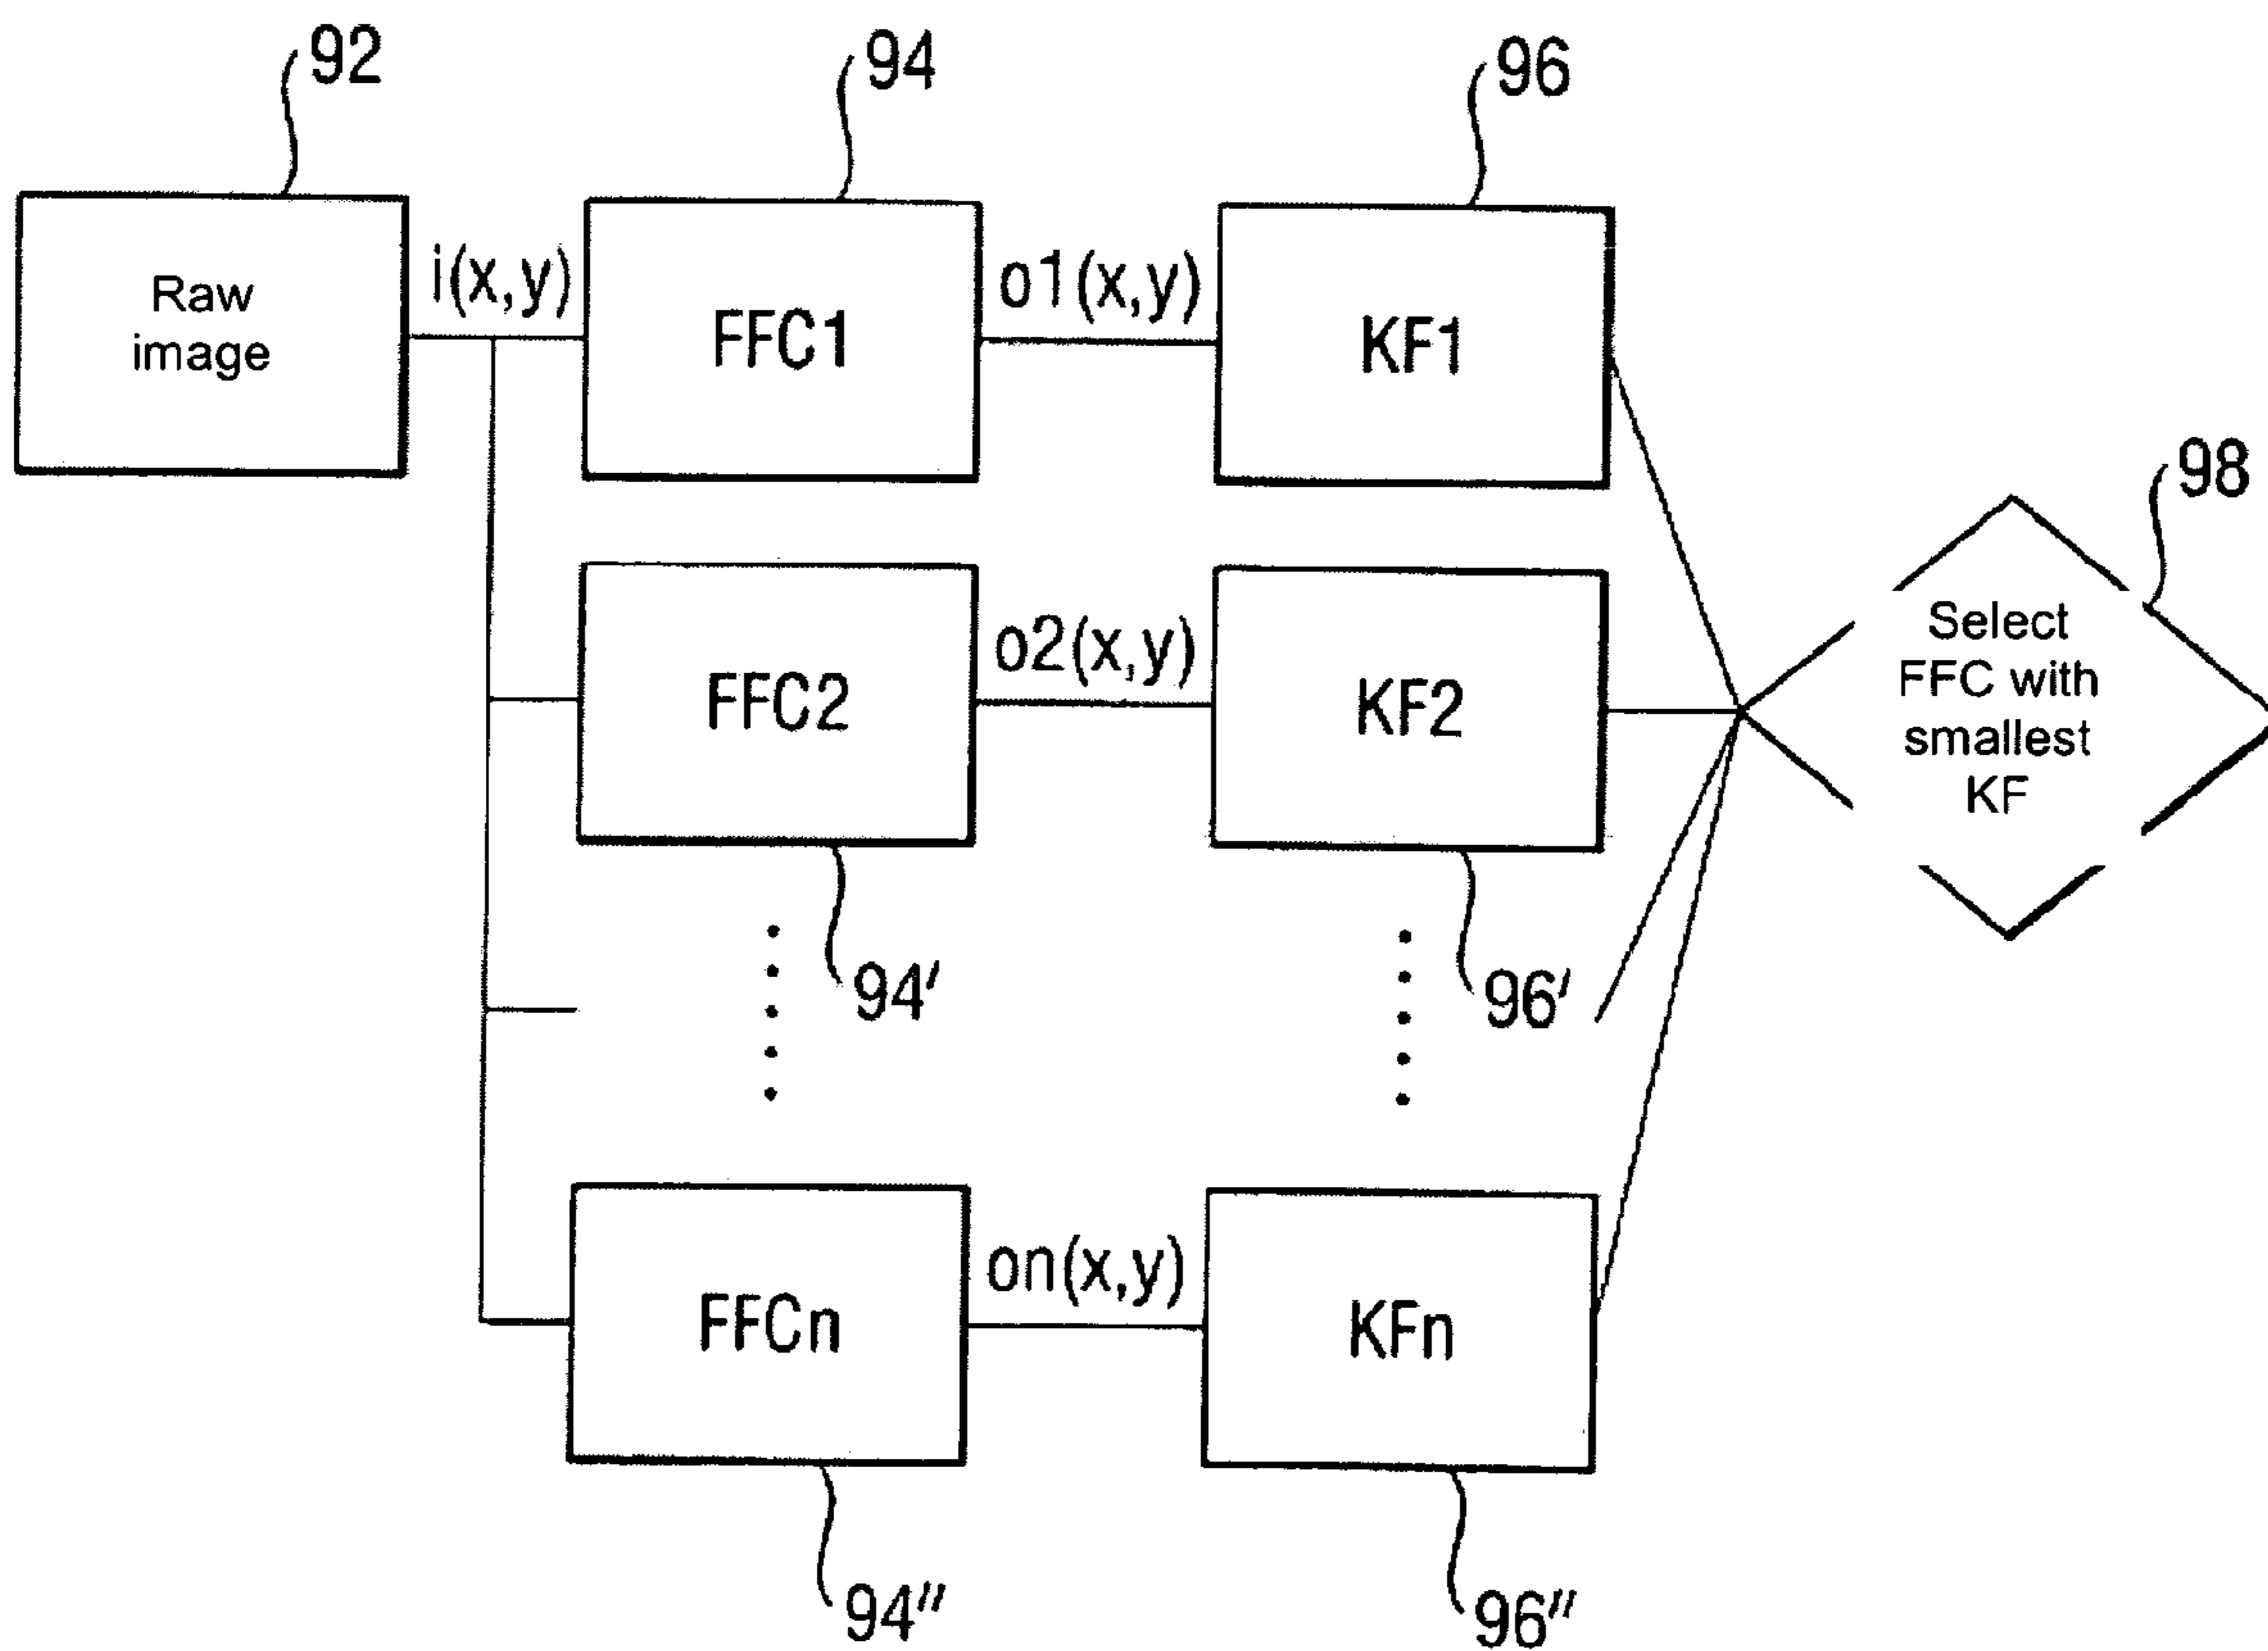 92
94
96
Raw
image
i(x,y)
FFC1
o1(x,y)
KF1
98
Select
FFC with
smallest
KF
FFC2
o2(x,y)
KF2
94'
96'
FFCn
on(x,y)
KFn
94"
96"